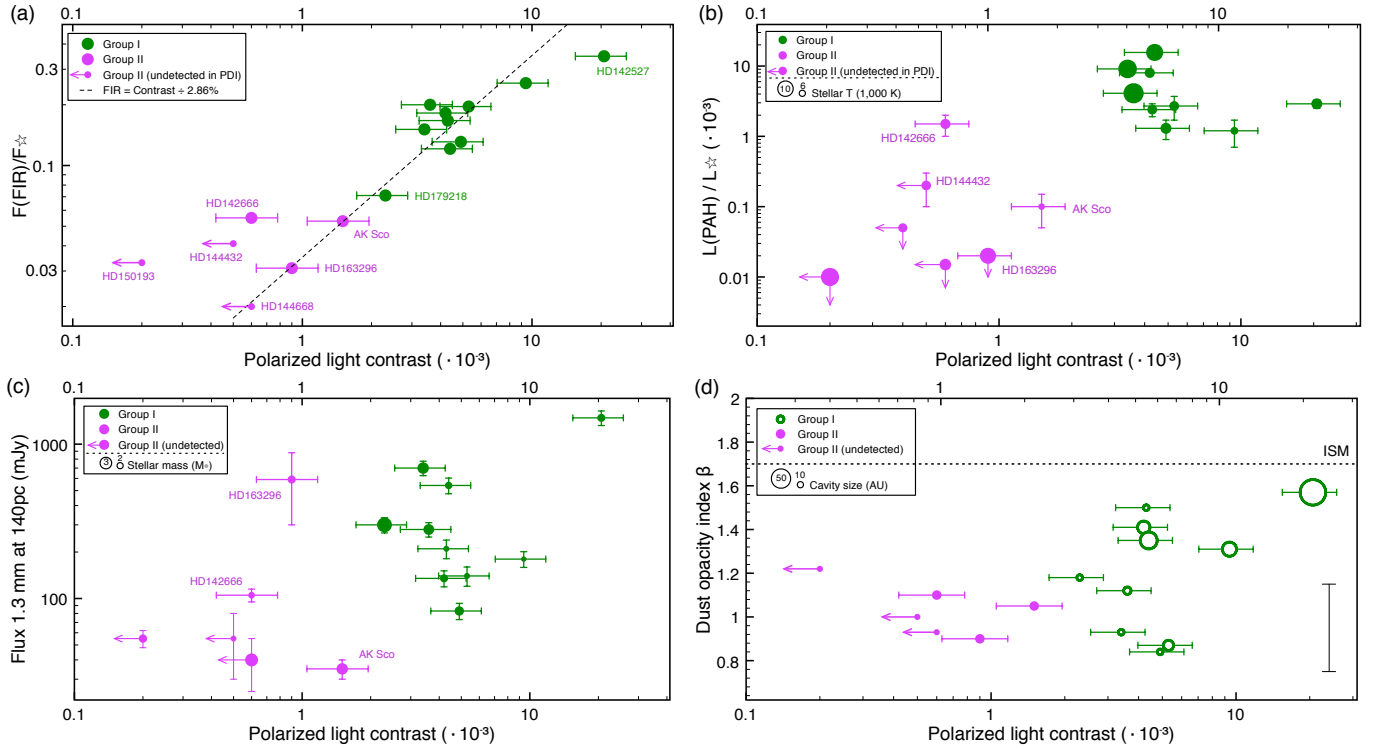 (a)
0.1 1 10
Group I
Group II
Group II (undetected in PDI)
FIR = Contrast ÷ 2.86%
HD142527
HD179218
HD142666
AK Sco
HD144432
HD150193
HD163296
HD144668
0.3
0.1
0.03
F(FIR)/F☆
0.1 1 10
Polarized light contrast ( · 10-³)
(b)
1 10
Group I
Group II
Group II (undetected in PDI)
10 6 Stellar T (1,000 K)
HD142666
HD144432
AK Sco
HD163296
10
1
0.1
0.01
L(PAH) / L☆ ( · 10-³)
0.1 1 10
Polarized light contrast ( · 10-³)
(c)
0.1 1 10
Group I
Group II
Group II (undetected)
3 2 Stellar mass (M☉)
HD163296
HD142666
AK Sco
1000
100
Flux 1.3 mm at 140pc (mJy)
0.1 1 10
Polarized light contrast ( · 10-³)
(d)
1 10
Group I
Group II
Group II (undetected)
50 10 Cavity size (AU)
ISM
2
1.8
1.6
1.4
1.2
1
0.8
Dust opacity index β
0.1 1 10
Polarized light contrast ( · 10-³)